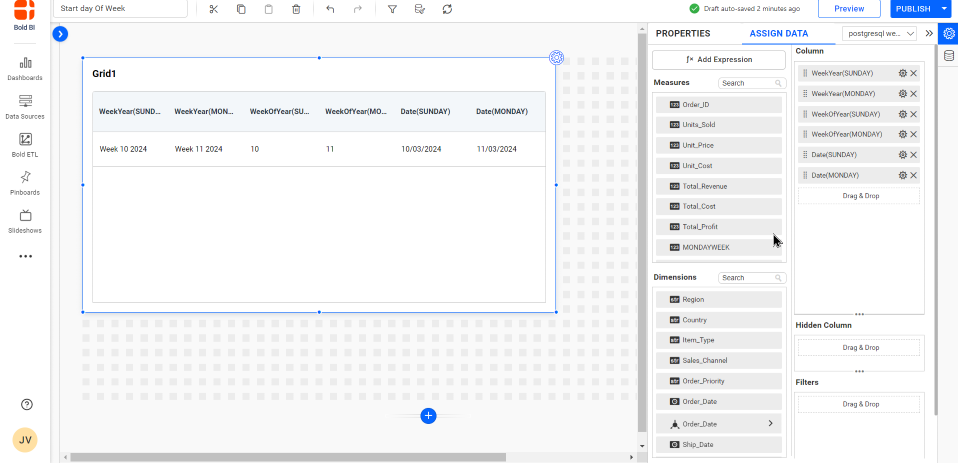 Bold BI
Start day Of Week
Draft auto-saved 2 minutes ago
Preview
PUBLISH
Dashboards
Data Sources
Bold ETL
Pinboards
Slideshows
JV
Grid1
WeekYear(SUND... WeekYear(MON... WeekOfYear(SU... WeekOfYear(MO... Date(SUNDAY) Date(MONDAY)
Week 10 2024 Week 11 2024 10 11 10/03/2024 11/03/2024
PROPERTIES
ASSIGN DATA
postgresql we...
Add Expression
Measures
Search
Order_ID
Units_Sold
Unit_Price
Unit_Cost
Total_Revenue
Total_Cost
Total_Profit
MONDAYWEEK
Dimensions
Search
Region
Country
Item_Type
Sales_Channel
Order_Priority
Order_Date
Order_Date
Ship_Date
Column
WeekYear(SUNDAY)
WeekYear(MONDAY)
WeekOfYear(SUNDAY)
WeekOfYear(MONDAY)
Date(SUNDAY)
Date(MONDAY)
Drag & Drop
Hidden Column
Drag & Drop
Filters
Drag & Drop